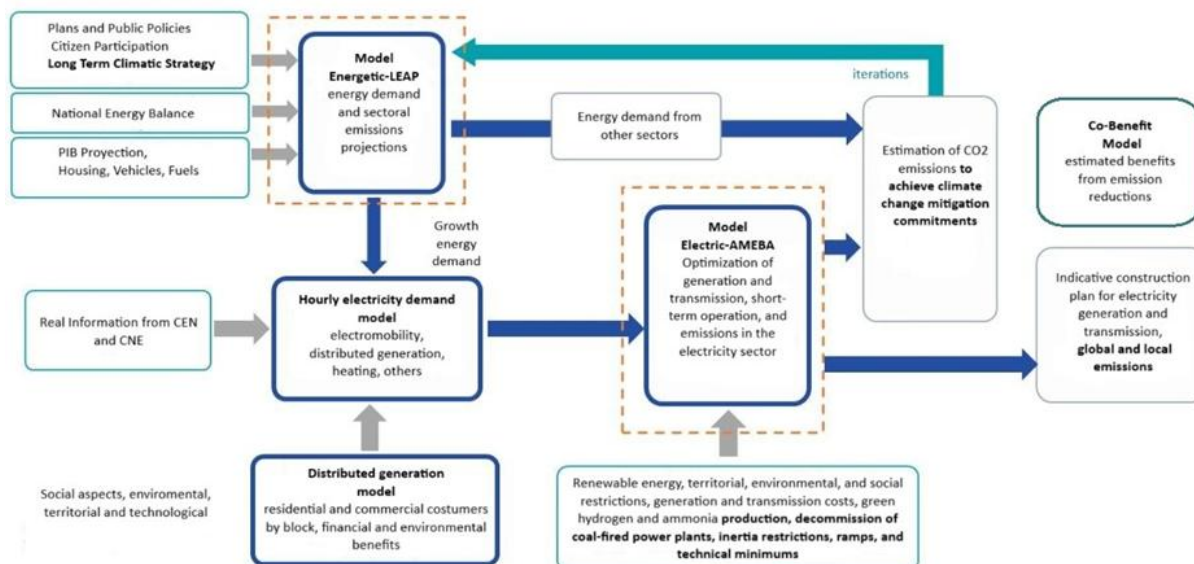 Plans and Public Policies
Citizen Participation
Long Term Climatic Strategy
National Energy Balance
PIB Proyection,
Housing, Vehicles, Fuels
Model
Energetic-LEAP
energy demand
and sectoral
emissions
projections
Energy demand from
other sectors
iterations
Estimation of CO2
emissions to
achieve climate
change mitigation
commitments
Co-Benefit
Model
estimated benefits
from emission
reductions
Growth
energy
demand
Model
Electric-AMEBA
Optimization of
generation and
transmission, short-
term operation, and
emissions in the
electricity sector
Indicative construction
plan for electricity
generation and
transmission,
global and local
emissions
Real Information from CEN
and CNE
Hourly electricity demand
model
electromobility,
distributed generation,
heating, others
Social aspects, enviromental,
territorial and technological
Distributed generation
model
residential and commercial costumers
by block, financial and environmental
benefits
Renewable energy, territorial, environmental, and social
restrictions, generation and transmission costs, green
hydrogen and ammonia production, decommission of
coal-fired power plants, inertia restrictions, ramps, and
technical minimums